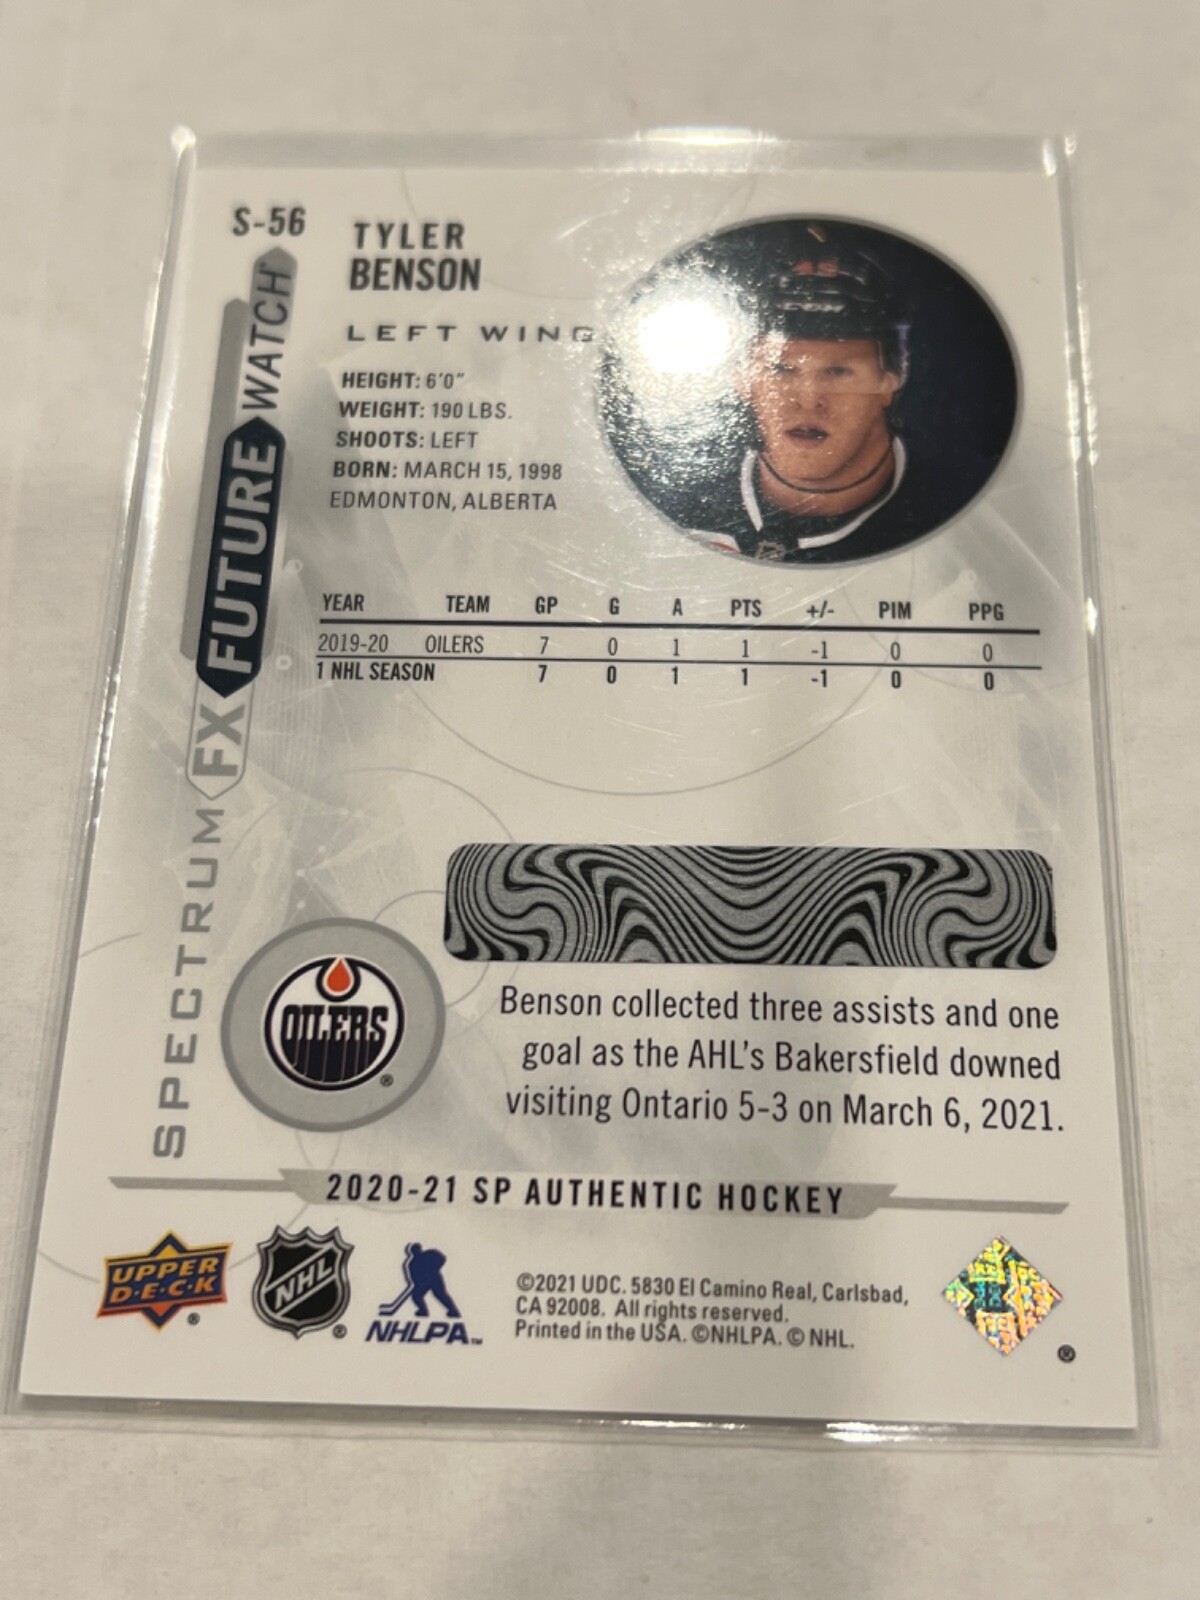 S-56
TYLER
BENSON
LEFT WING
HEIGHT: 6'0"
WEIGHT: 190 LBS.
SHOOTS: LEFT
BORN: MARCH 15, 1998
EDMONTON, ALBERTA
45
CCM
SPECTRUM FX FUTURE WATCH
YEAR TEAM GP G A PTS +/- PIM PPG
2019-20 OILERS 7 0 1 1 -1 0 0
1 NHL SEASON 7 0 1 1 -1 0 0
OILERS
®
Benson collected three assists and one
goal as the AHL's Bakersfield downed
visiting Ontario 5-3 on March 6, 2021.
2020-21 SP AUTHENTIC HOCKEY
UPPER
D·E·C·K
®
NHL
®
NHLPA™
©2021 UDC. 5830 El Camino Real, Carlsbad,
CA 92008. All rights reserved.
Printed in the USA. ©NHLPA. © NHL.
®